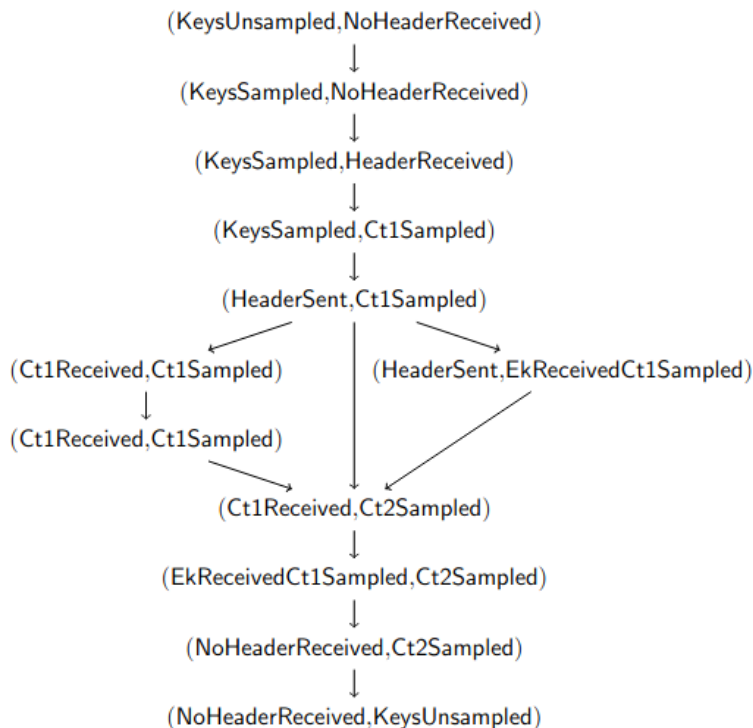 (KeysUnsampled,NoHeaderReceived)
(KeysSampled,NoHeaderReceived)
(KeysSampled,HeaderReceived)
(KeysSampled,Ct1Sampled)
(HeaderSent,Ct1Sampled)
(Ct1Received,Ct1Sampled)
(HeaderSent,EkReceivedCt1Sampled)
(Ct1Received,Ct1Sampled)
(Ct1Received,Ct2Sampled)
(EkReceivedCt1Sampled,Ct2Sampled)
(NoHeaderReceived,Ct2Sampled)
(NoHeaderReceived,KeysUnsampled)